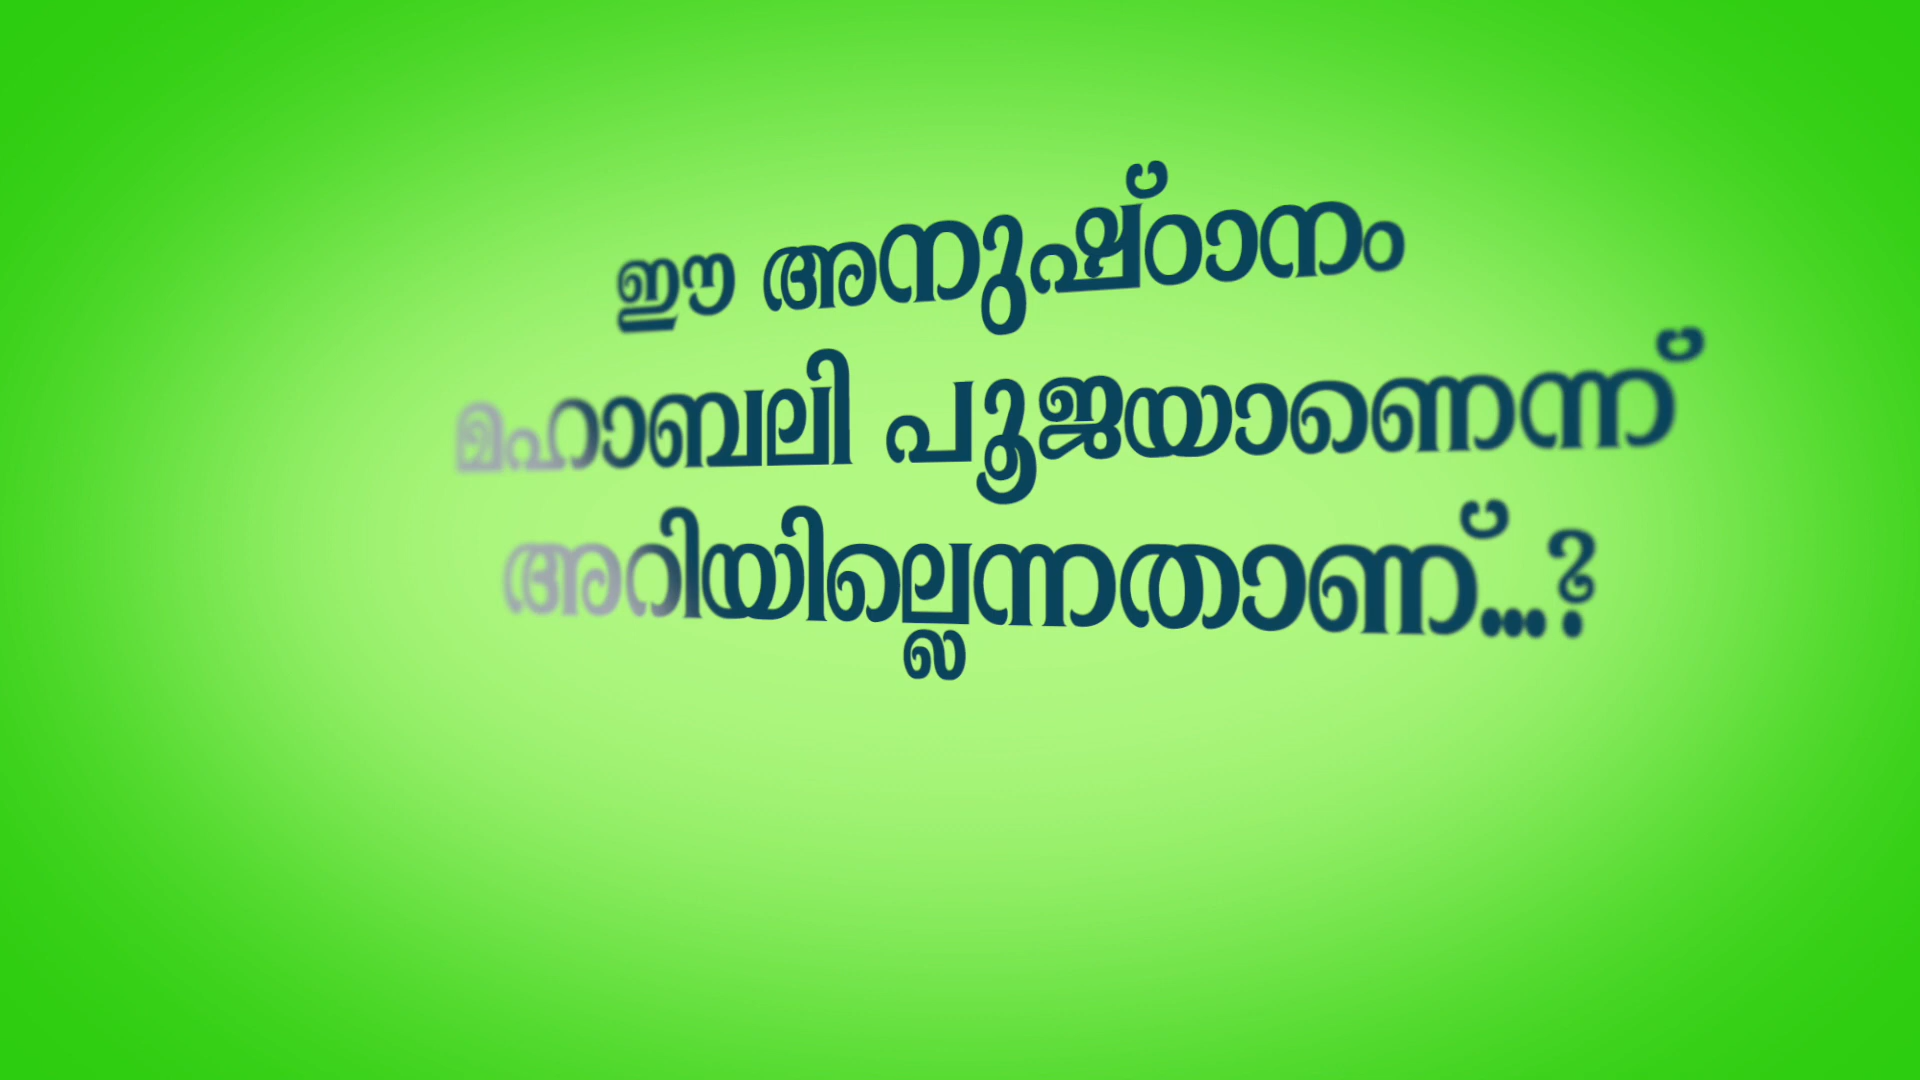 ഈ അനുഷ്ഠാനം
മഹാബലി പൂജയാണെന്ന്
അറിയില്ലെന്നതാണ്...?